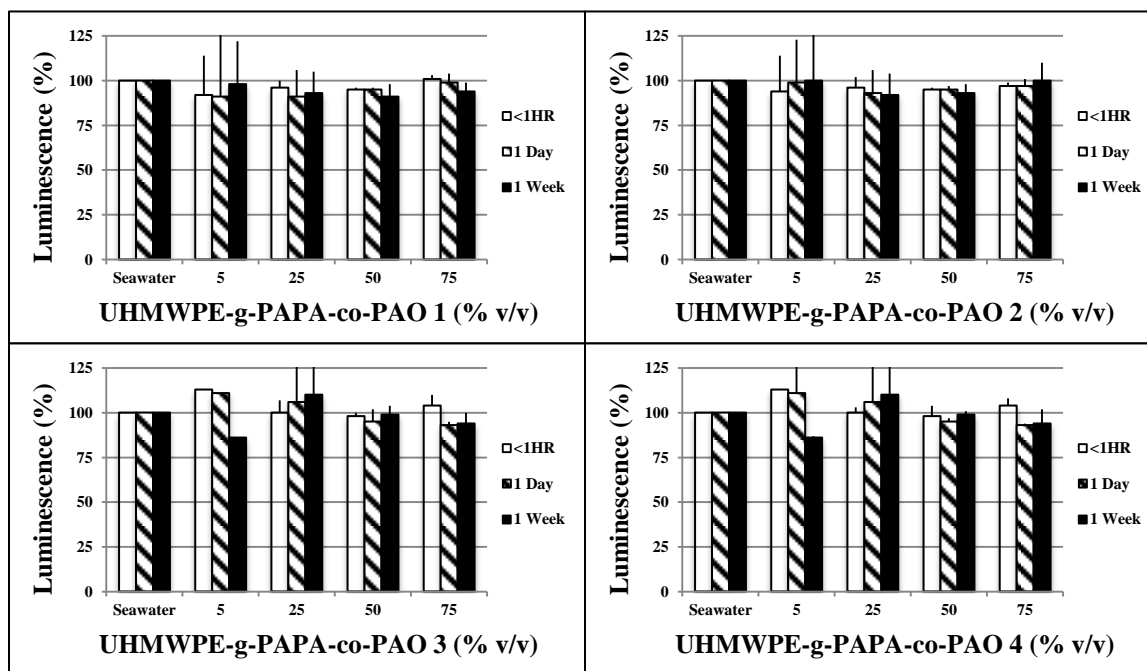 125
100
75
50
25
0
Luminescence (%)
Seawater 5 25 50 75
UHMWPE-g-PAPA-co-PAO 1 (% v/v)
<1HR
1 Day
1 Week
125
100
75
50
25
0
Luminescence (%)
Seawater 5 25 50 75
UHMWPE-g-PAPA-co-PAO 2 (% v/v)
<1HR
1 Day
1 Week
125
100
75
50
25
0
Luminescence (%)
Seawater 5 25 50 75
UHMWPE-g-PAPA-co-PAO 3 (% v/v)
<1HR
1 Day
1 Week
125
100
75
50
25
0
Luminescence (%)
Seawater 5 25 50 75
UHMWPE-g-PAPA-co-PAO 4 (% v/v)
<1HR
1 Day
1 Week